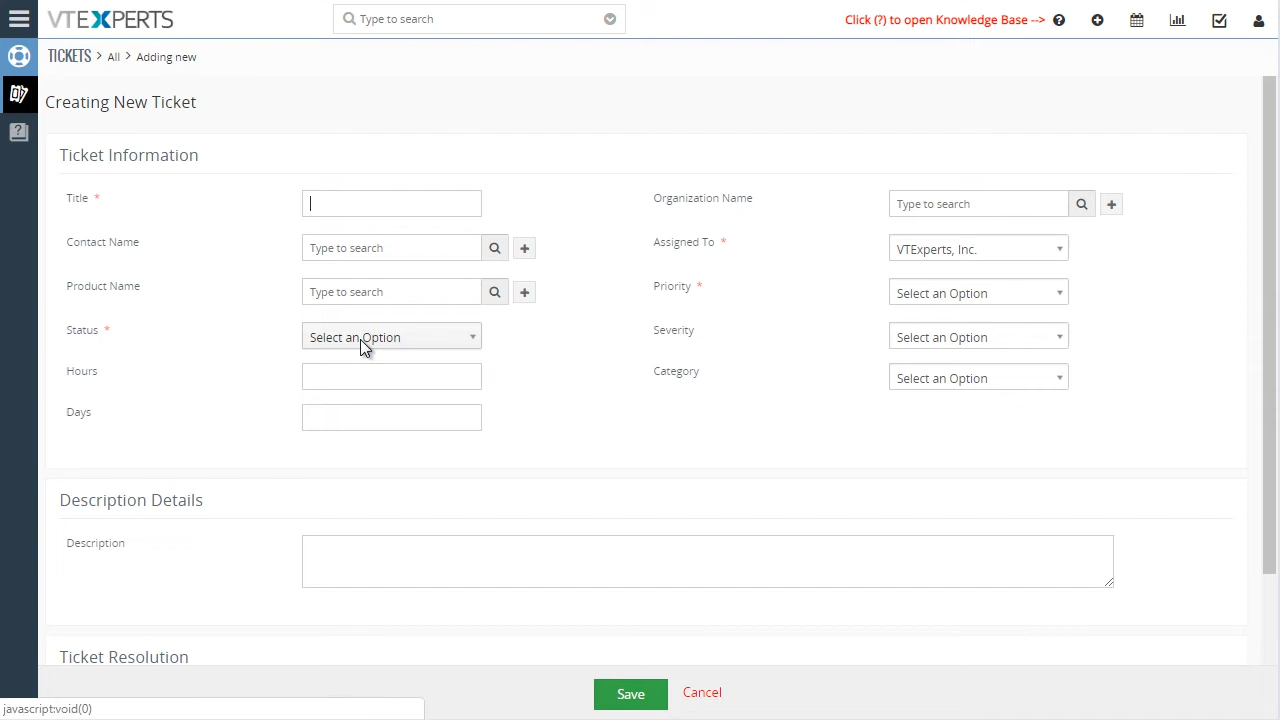 VTEXPERTS
Type to search
Click (?) to open Knowledge Base -->
TICKETS > All > Adding new
Creating New Ticket
Ticket Information
Title *
Organization Name
Type to search
Contact Name
Type to search
Assigned To *
VTExperts, Inc.
Product Name
Type to search
Priority *
Select an Option
Status *
Select an Option
Severity
Select an Option
Hours
Category
Select an Option
Days
Description Details
Description
Ticket Resolution
Save
Cancel
javascript:void(0)